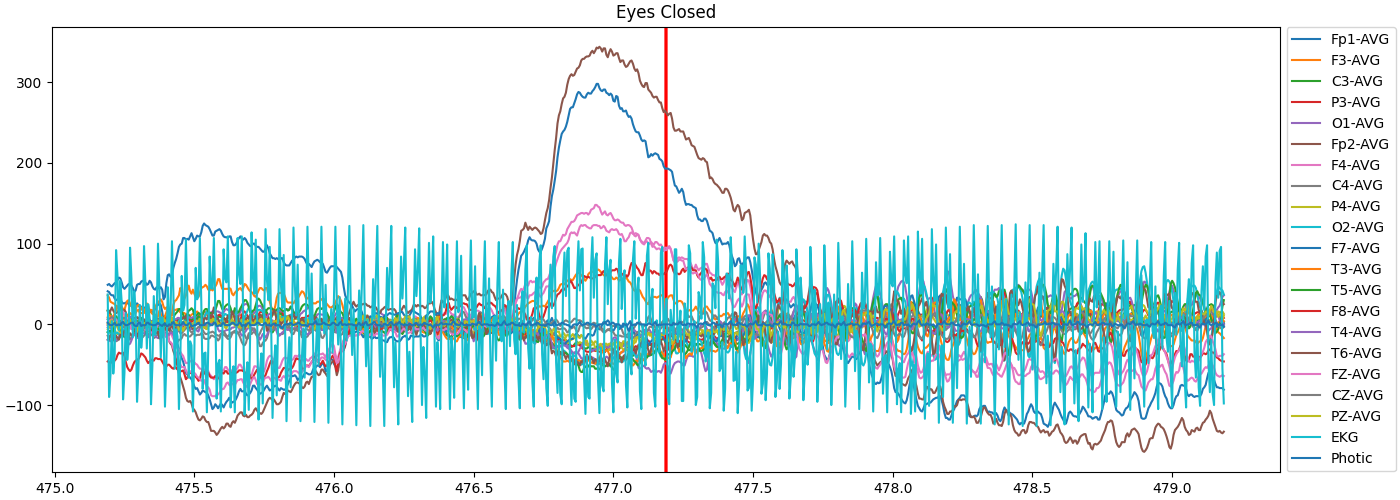 Eyes Closed
300
200
100
0
−100
475.0 475.5 476.0 476.5 477.0 477.5 478.0 478.5 479.0
Fp1-AVG
F3-AVG
C3-AVG
P3-AVG
O1-AVG
Fp2-AVG
F4-AVG
C4-AVG
P4-AVG
O2-AVG
F7-AVG
T3-AVG
T5-AVG
F8-AVG
T4-AVG
T6-AVG
FZ-AVG
CZ-AVG
PZ-AVG
EKG
Photic